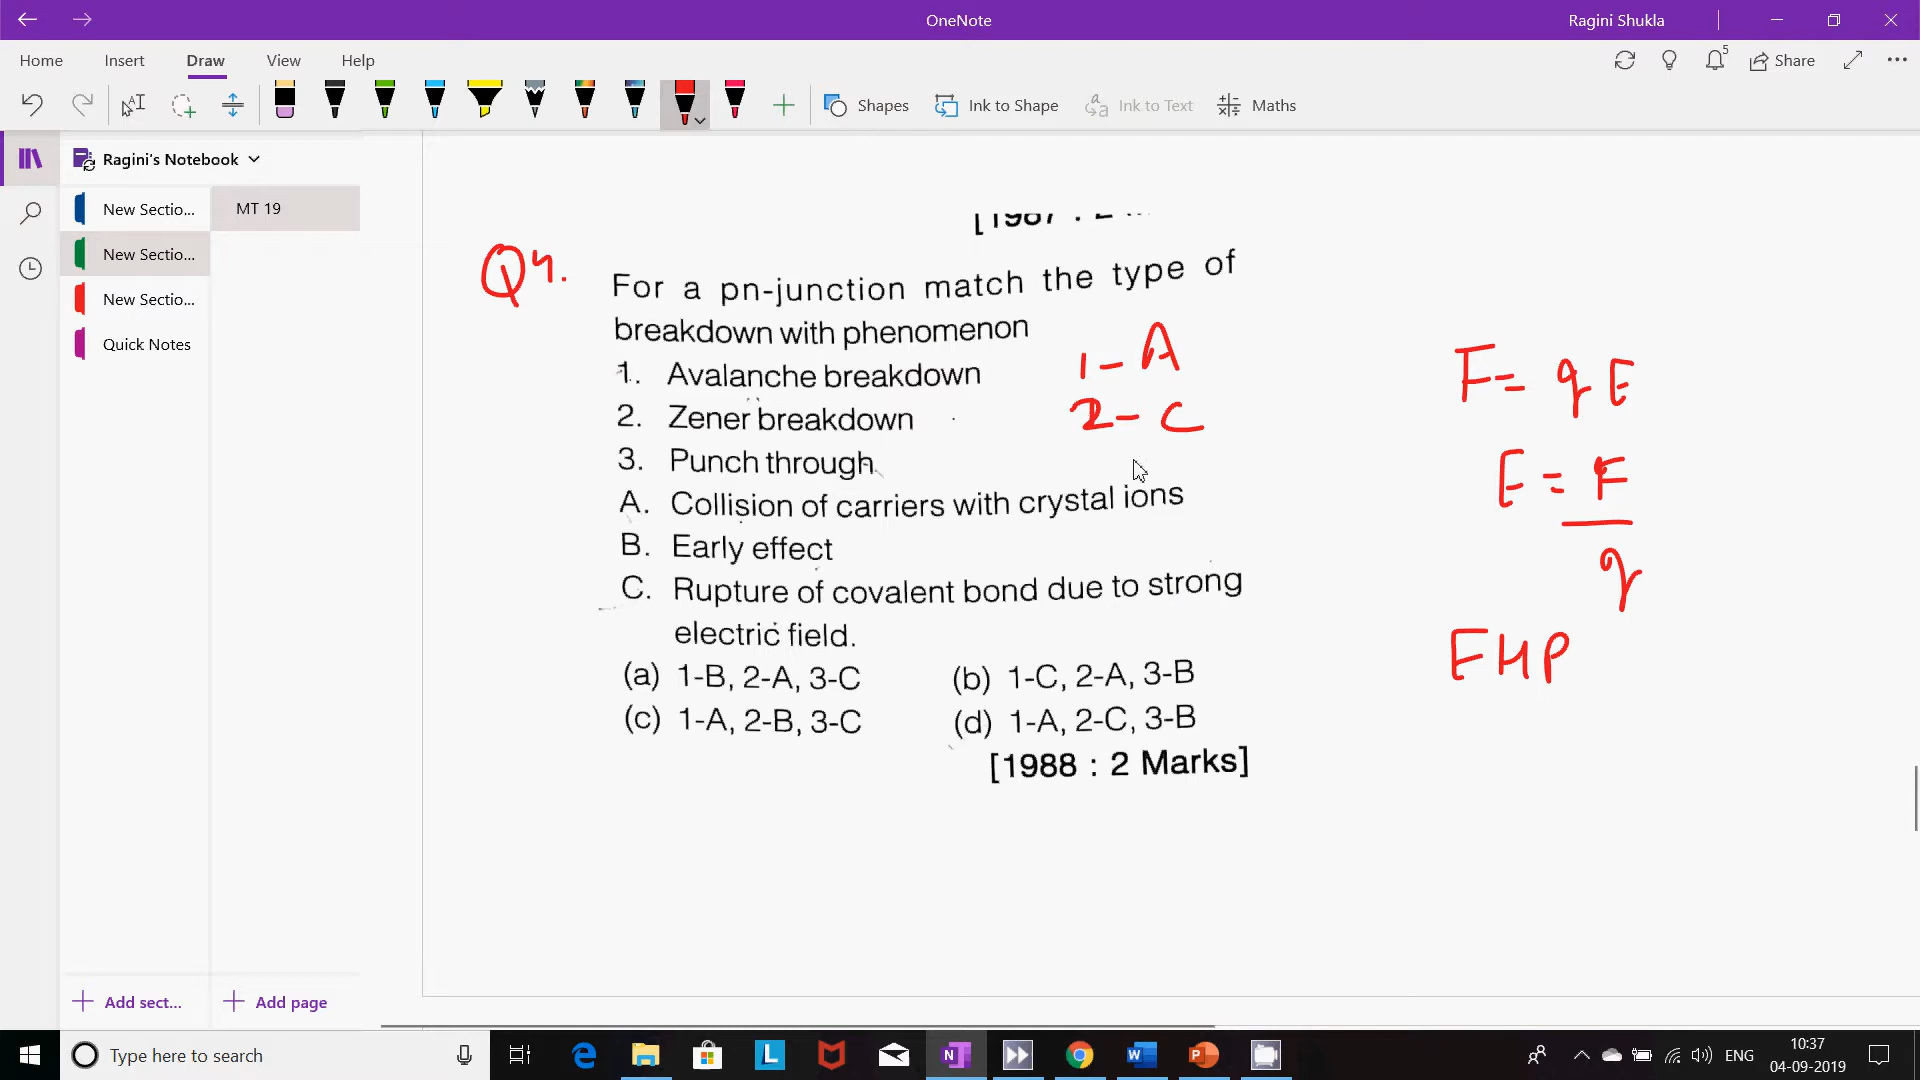 OneNote
Ragini Shukla
Home Insert Draw View Help
5
Share
Shapes Ink to Shape Ink to Text Maths
Ragini's Notebook
New Sectio...
New Sectio...
New Sectio...
Quick Notes
MT 19
[1987 : 2
Q4.
For a pn-junction match the type of
breakdown with phenomenon
1. Avalanche breakdown
2. Zener breakdown
3. Punch through
A. Collision of carriers with crystal ions
B. Early effect
C. Rupture of covalent bond due to strong
electric field.
(a) 1-B, 2-A, 3-C (b) 1-C, 2-A, 3-B
(c) 1-A, 2-B, 3-C (d) 1-A, 2-C, 3-B
[1988 : 2 Marks]
1 - A
2 - C
F = qE
E = F
q
EHP
Add sect...
Add page
Type here to search
ENG
10:37
04-09-2019